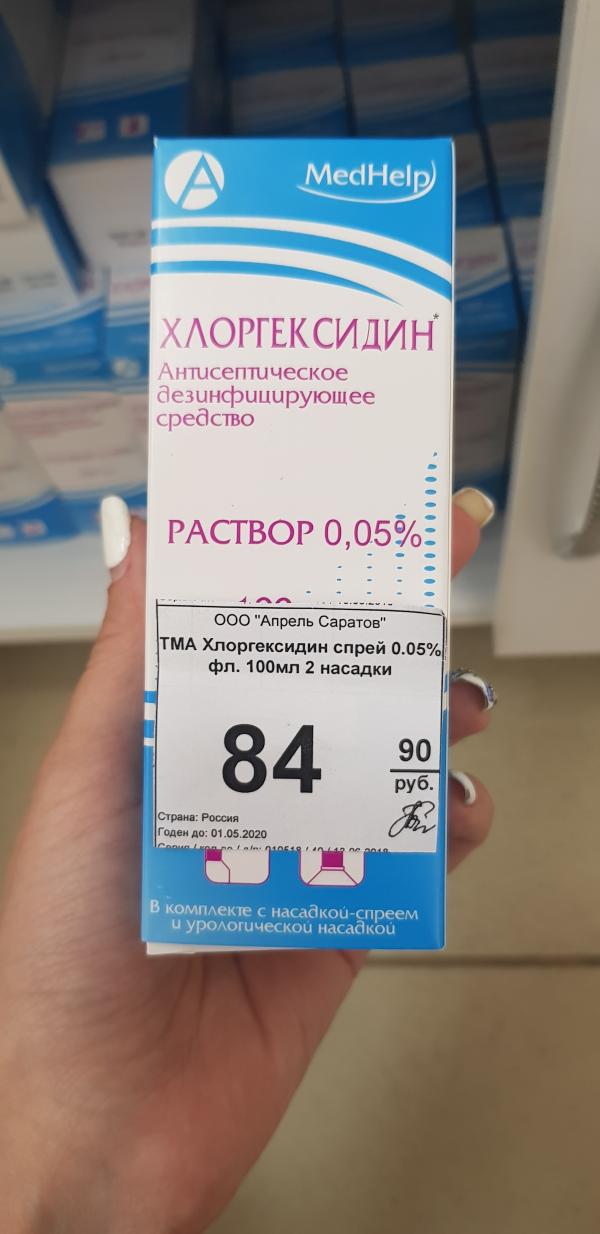 A
MedHelp
ХЛОРГЕКСИДИН*
Антисептическое
дезинфицирующее
средство
РАСТВОР 0,05%
ООО "Апрель Саратов"
ТМА Хлоргексидин спрей 0.05%
фл. 100мл 2 насадки
84 90
руб.
Страна: Россия
Годен до: 01.05.2020
В комплекте с насадкой-спреем
и урологической насадкой